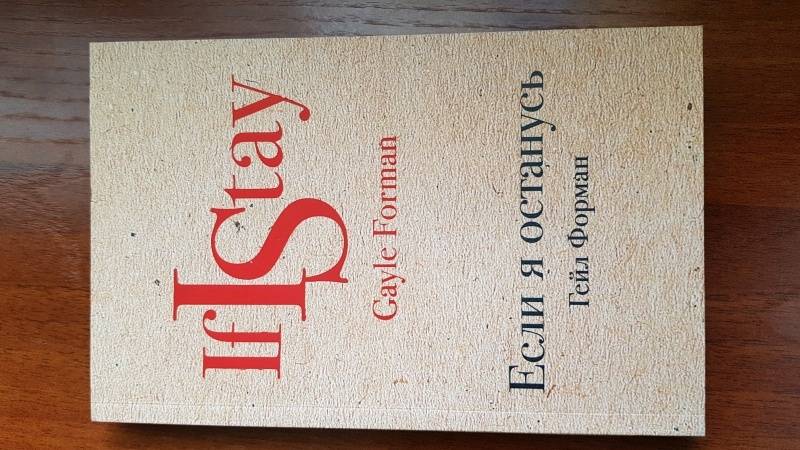 If I Stay
Gayle Forman
Если я останусь
Гейл Форман